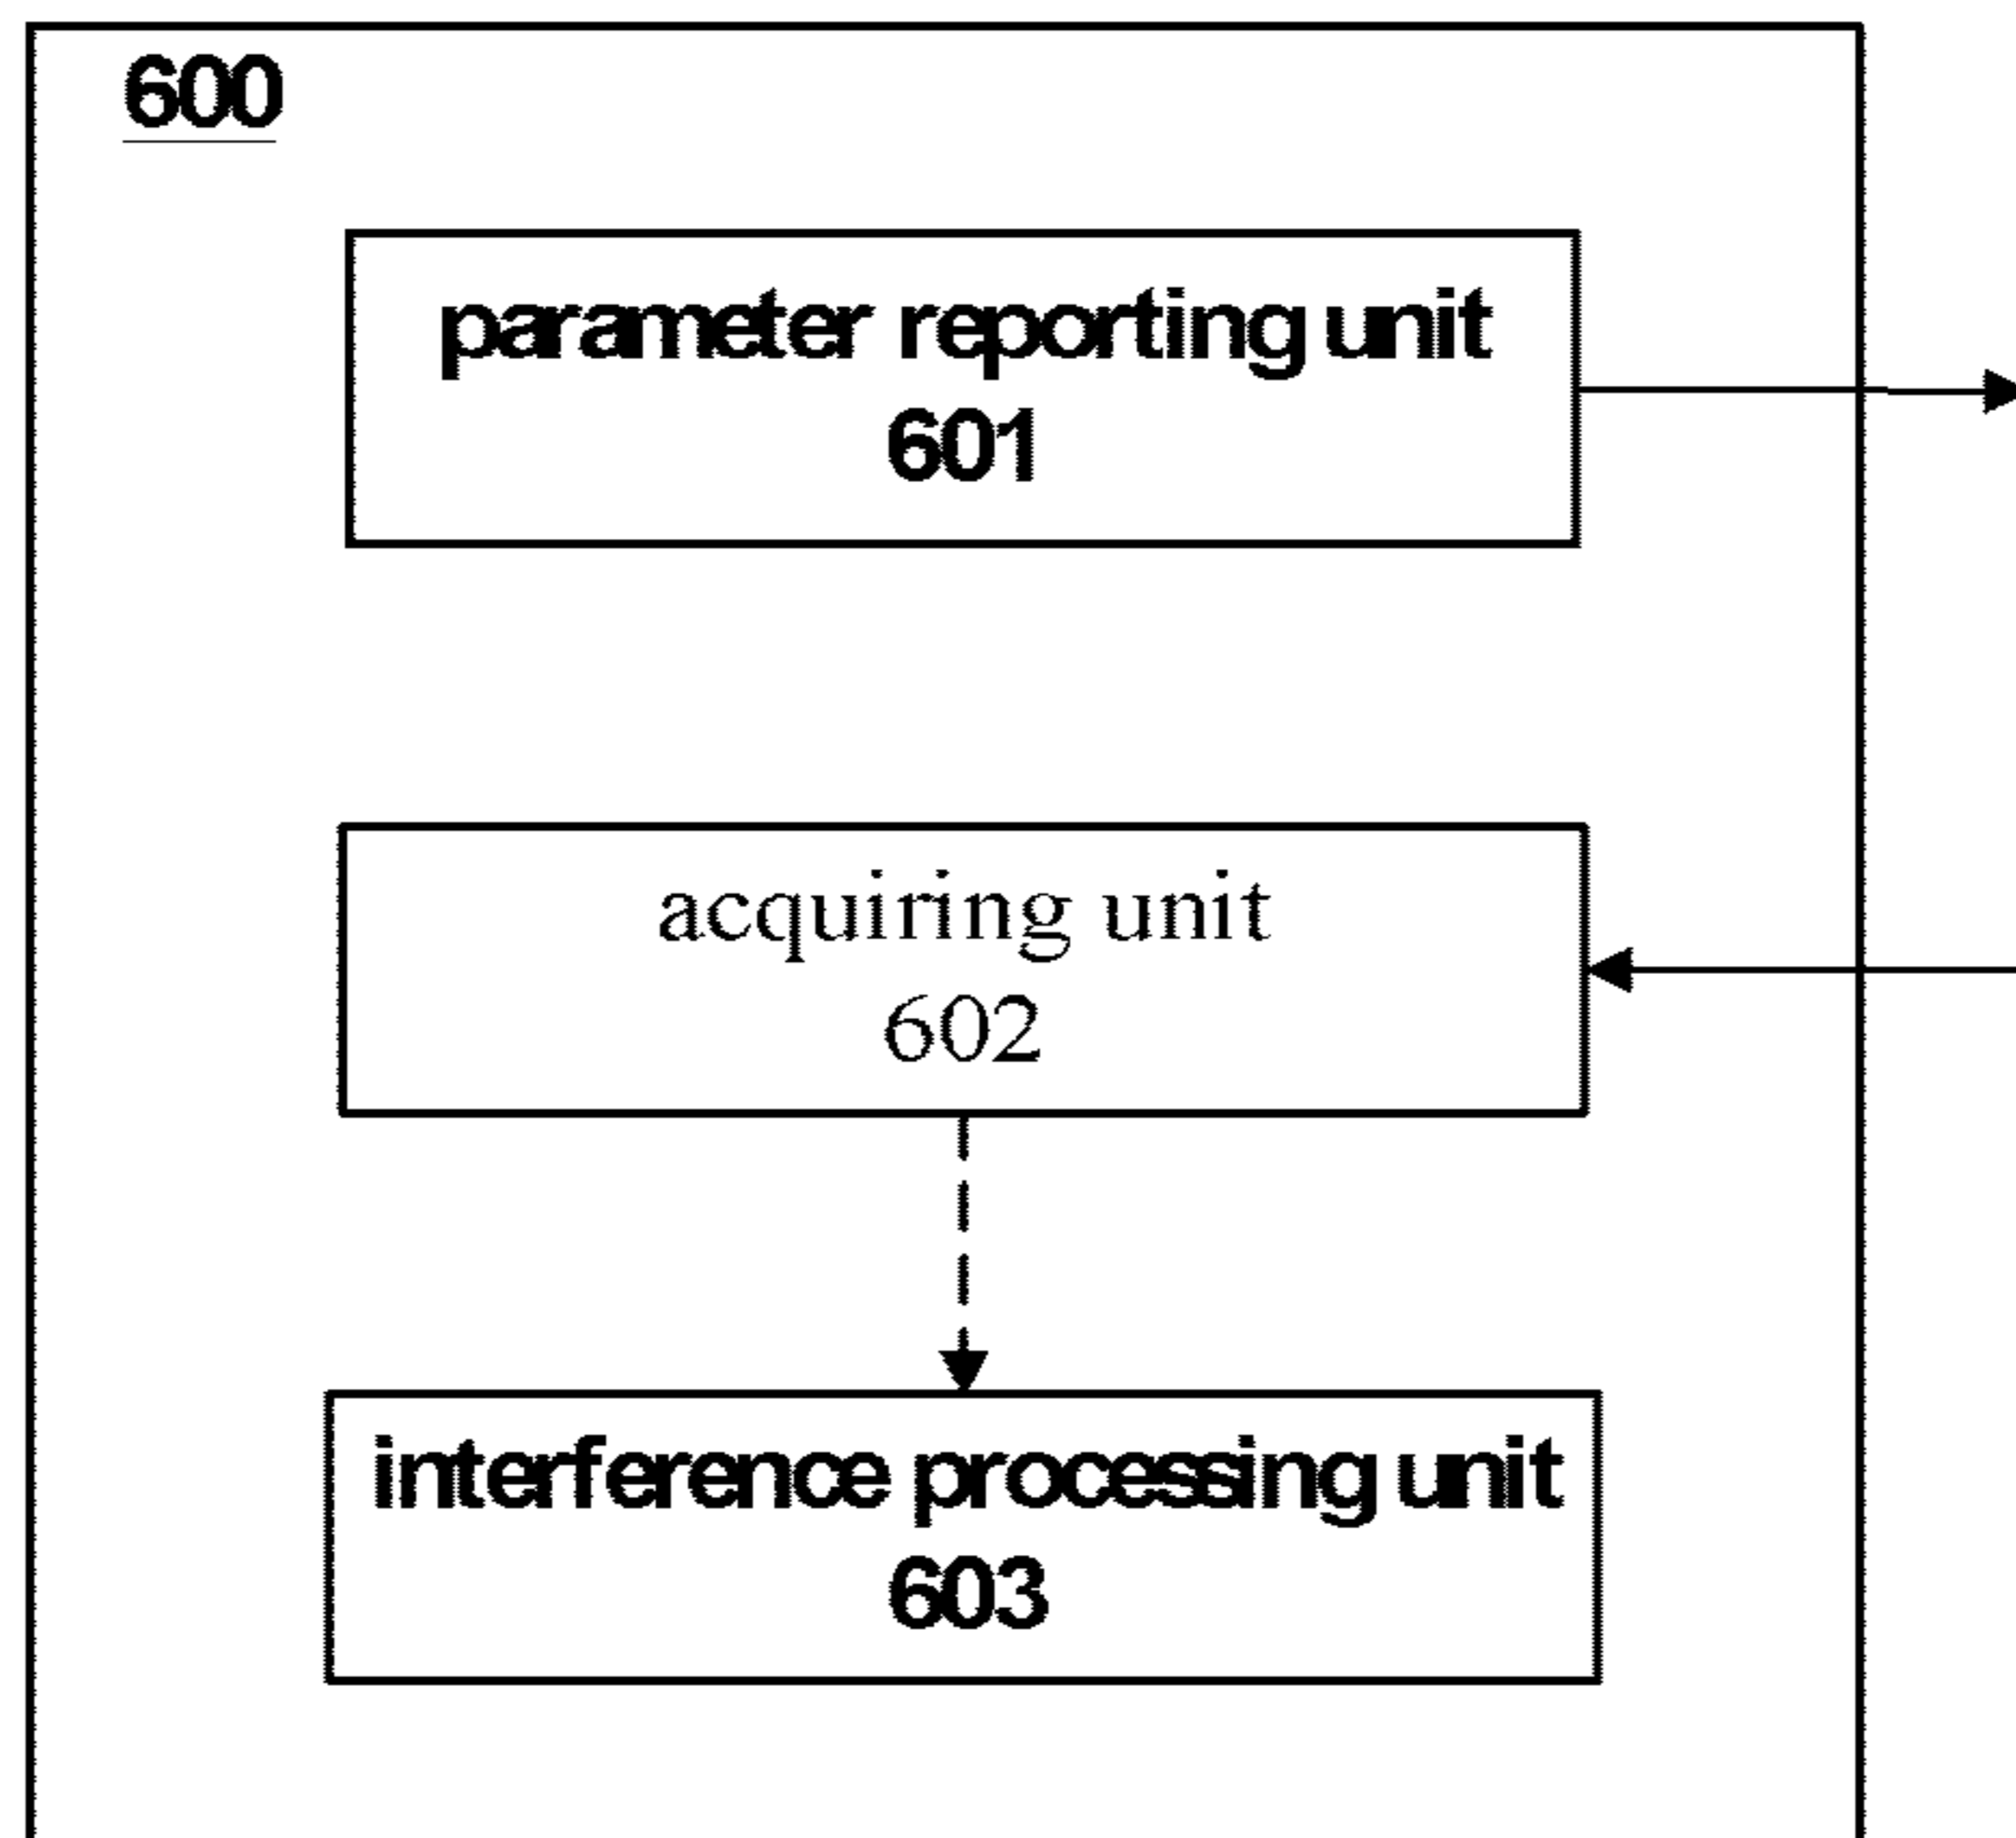 600
parameter reporting unit
601
acquiring unit
602
interference processing unit
603